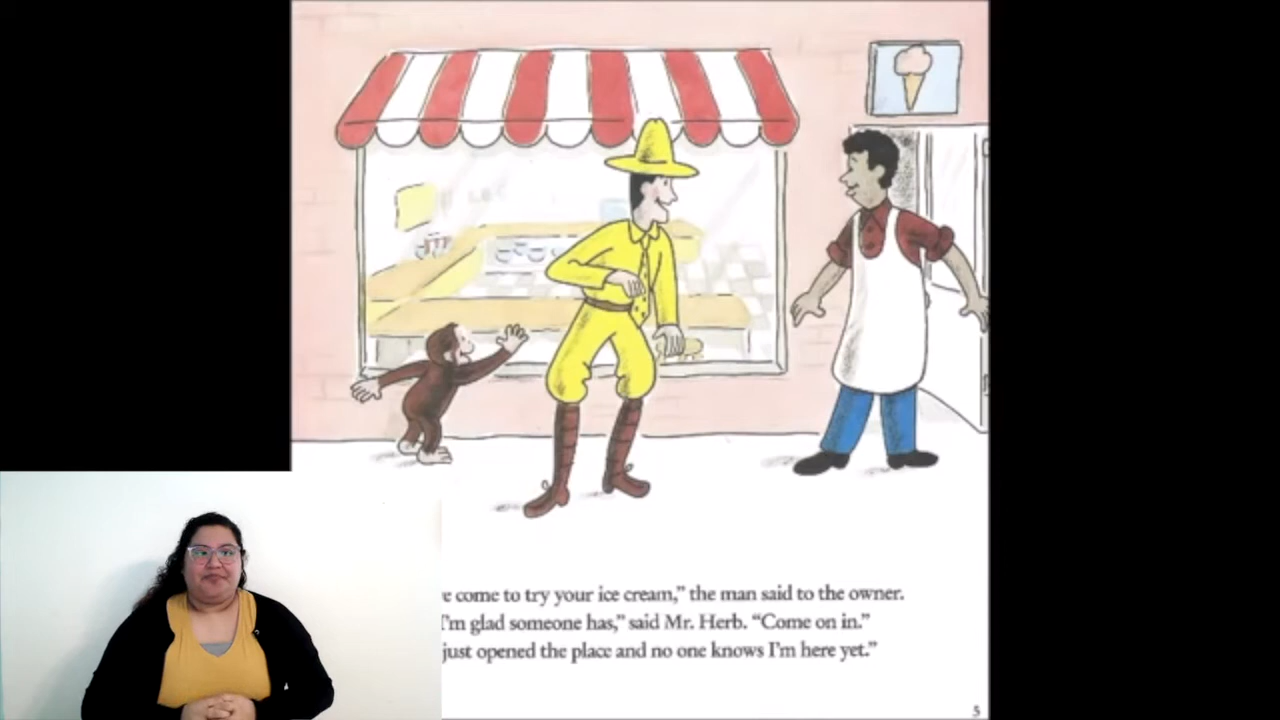 come to try your ice cream,” the man said to the owner.
I’m glad someone has,” said Mr. Herb. “Come on in.”
just opened the place and no one knows I’m here yet.”
5